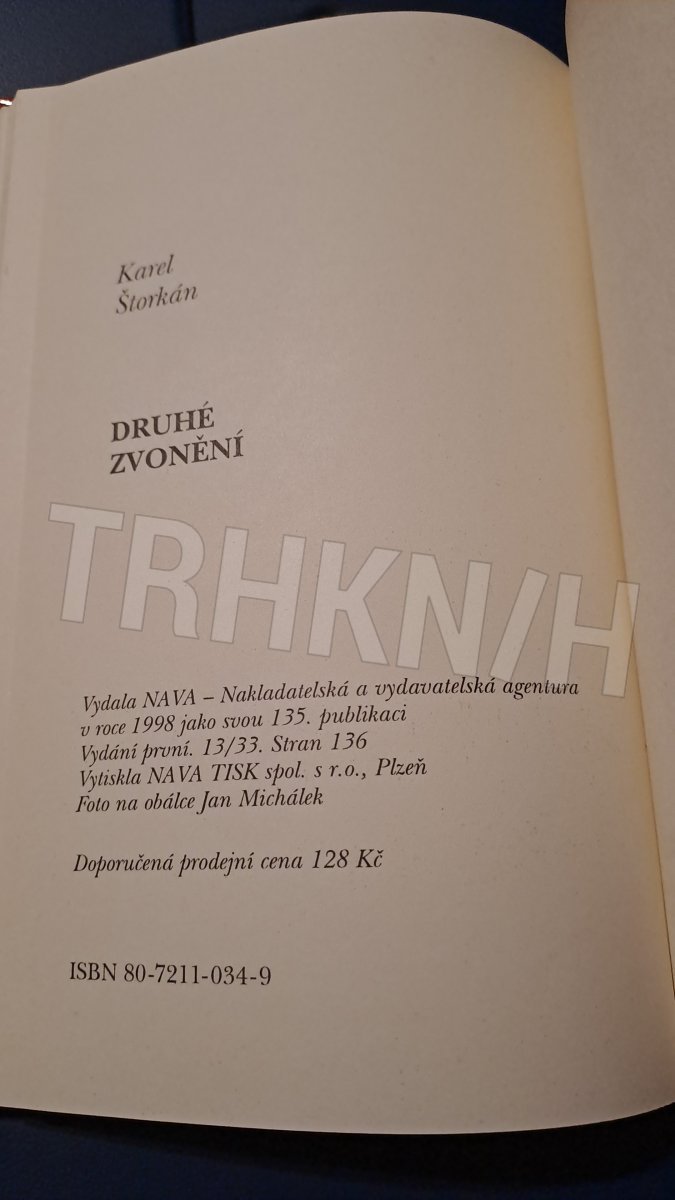 Karel
Štorkán
DRUHÉ
ZVONĚNÍ
TRHKN/H
Vydala NAVA – Nakladatelská a vydavatelská agentura
v roce 1998 jako svou 135. publikaci
Vydání první. 13/33. Stran 136
Vytiskla NAVA TISK spol. s r.o., Plzeň
Foto na obálce Jan Michálek
Doporučená prodejní cena 128 Kč
ISBN 80-7211-034-9